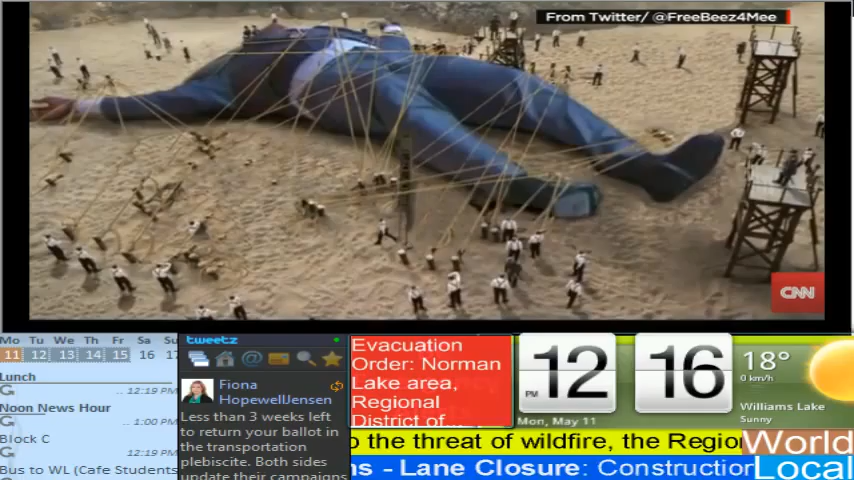 From Twitter/ @FreeBeez4Mee
CNN
Mo Tu We Th Fr Sa Su
11 12 13 14 15 16 17
Lunch
.. 12:19 PM
Noon News Hour
.. 1:00 PM
Block C
12:19 PM
Bus to WL (Cafe Students
tweetz
Fiona
HopewellJensen
Less than 3 weeks left
to return your ballot in
the transportation
plebiscite. Both sides
update their campaigns
Evacuation
Order: Norman
Lake area,
Regional
District of...
PM
12 16
Mon, May 11
18°
0 km/h
Williams Lake
Sunny
o the threat of wildfire, the Region
World
ns - Lane Closure: Construction
Local